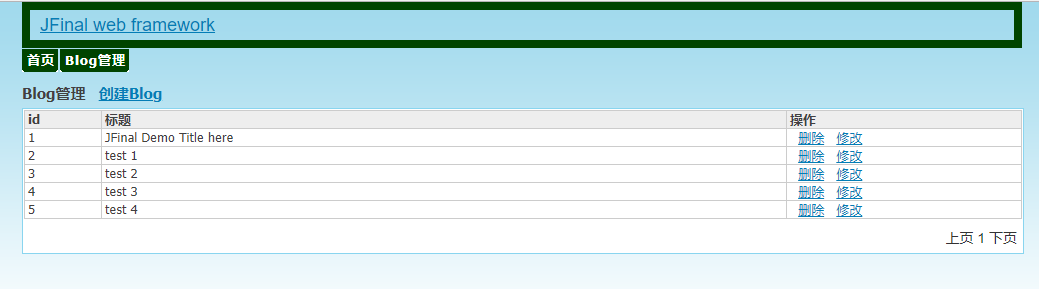 JFinal web framework
首页 Blog管理
Blog管理 创建Blog
id 标题 操作
1 JFinal Demo Title here 删除 修改
2 test 1 删除 修改
3 test 2 删除 修改
4 test 3 删除 修改
5 test 4 删除 修改
上页 1 下页